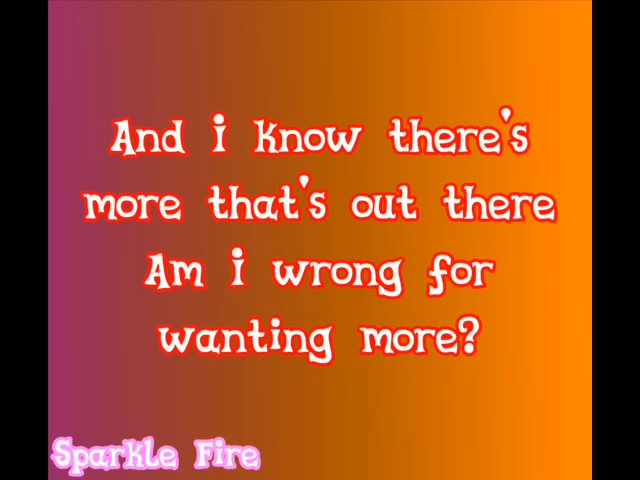 And i know there's
more that's out there
Am i wrong for
wanting more?
Sparkle Fire